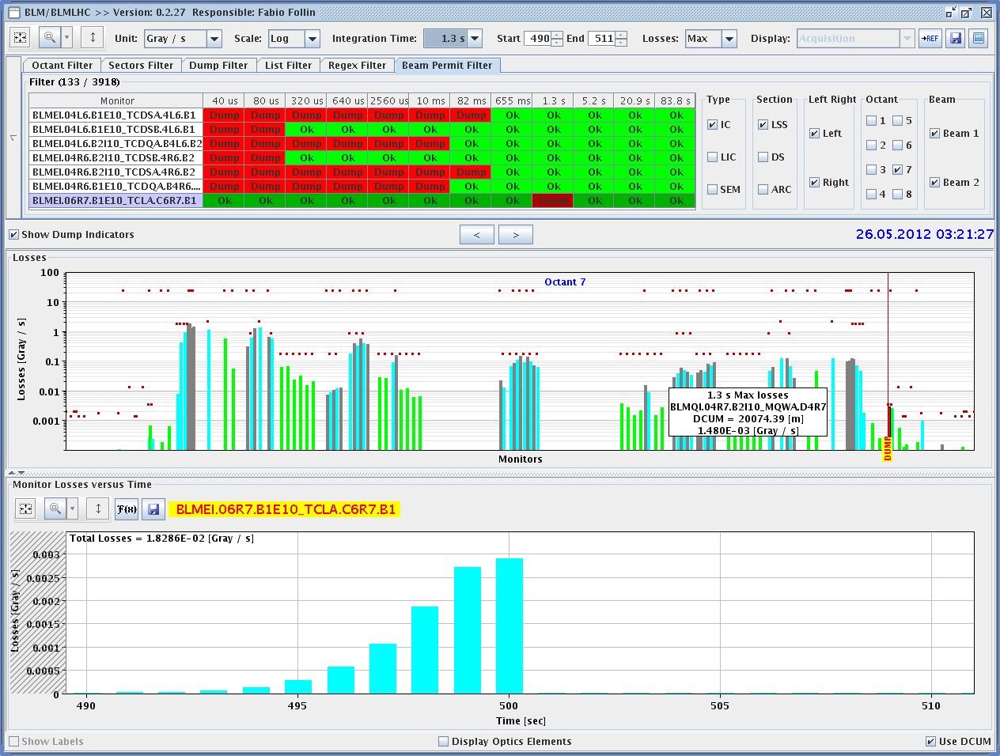 BLM/BLMLHC >> Version: 0.2.27 Responsible: Fabio Follin
Unit: Gray / s Scale: Log Integration Time: 1.3 s Start 490 End 511 Losses: Max Display: Acquisition →REF
Octant Filter Sectors Filter Dump Filter List Filter Regex Filter Beam Permit Filter
Filter (133 / 3918)
Monitor 40 us 80 us 320 us 640 us 2560 us 10 ms 82 ms 655 ms 1.3 s 5.2 s 20.9 s 83.8 s
BLMEI.04L6.B1E10_TCDSA.4L6.B1 Dump Dump Dump Dump Dump Dump Dump Ok Ok Ok Ok Ok
BLMEI.04L6.B1E10_TCDSB.4L6.B1 Dump Dump Ok Ok Ok Ok Ok Ok Ok Ok Ok Ok
BLMEI.04L6.B2I10_TCDQA.B4L6.B2 Dump Dump Dump Dump Dump Dump Ok Ok Ok Ok Ok Ok
BLMEI.04R6.B2I10_TCDSB.4R6.B2 Dump Dump Ok Ok Ok Ok Ok Ok Ok Ok Ok Ok
BLMEI.04R6.B2I10_TCDSA.4R6.B2 Dump Dump Dump Dump Dump Dump Dump Ok Ok Ok Ok Ok
BLMEI.04R6.B1E10_TCDQA.B4R6.... Dump Dump Dump Dump Dump Dump Ok Ok Ok Ok Ok Ok
BLMEI.06R7.B1E10_TCLA.C6R7.B1 Ok Ok Ok Ok Ok Ok Ok Ok Dump Ok Ok Ok
Type Section Left Right Octant Beam
IC LSS Left 1 5 Beam 1
LIC DS 2 6
SEM ARC Right 3 7 Beam 2
4 8
Show Dump Indicators < > 26.05.2012 03:21:27
Losses
Octant 7
Losses [Gray / s]
100
10
1
0.1
0.01
0.001
1.3 s Max losses
BLMQI.04R7.B2I10_MQWA.D4R7
DCUM = 20074.39 [m]
1.480E-03 [Gray / s]
DUMP
Monitors
Monitor Losses versus Time
F(x) BLMEI.06R7.B1E10_TCLA.C6R7.B1
Total Losses = 1.8286E-02 [Gray / s]
Losses [Gray / s]
0.003
0.0025
0.002
0.0015
0.001
0.0005
0
490 495 500 505 510
Time [sec]
Show Labels Display Optics Elements Use DCUM